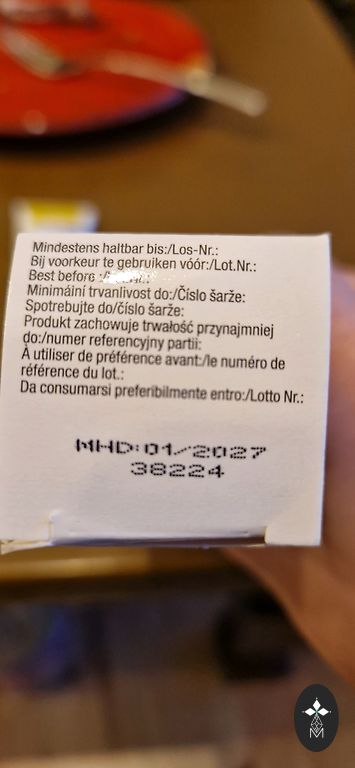 Mindestens haltbar bis:/Los-Nr.:
Bij voorkeur te gebruiken vóór:/Lot.Nr.:
Best before
Minimálni trvanlivost do:/Číslo šarže:
Spotrebujte do/číslo šarže:
Produkt zachowuje trwałość przynajmniej
do:/numer referencyjny partii:
À utiliser de préférence avant:/le numéro de
référence du lot.:
Da consumarsi preferibilmente entro:/Lotto Nr.:
MHD:01/2027
38224
M